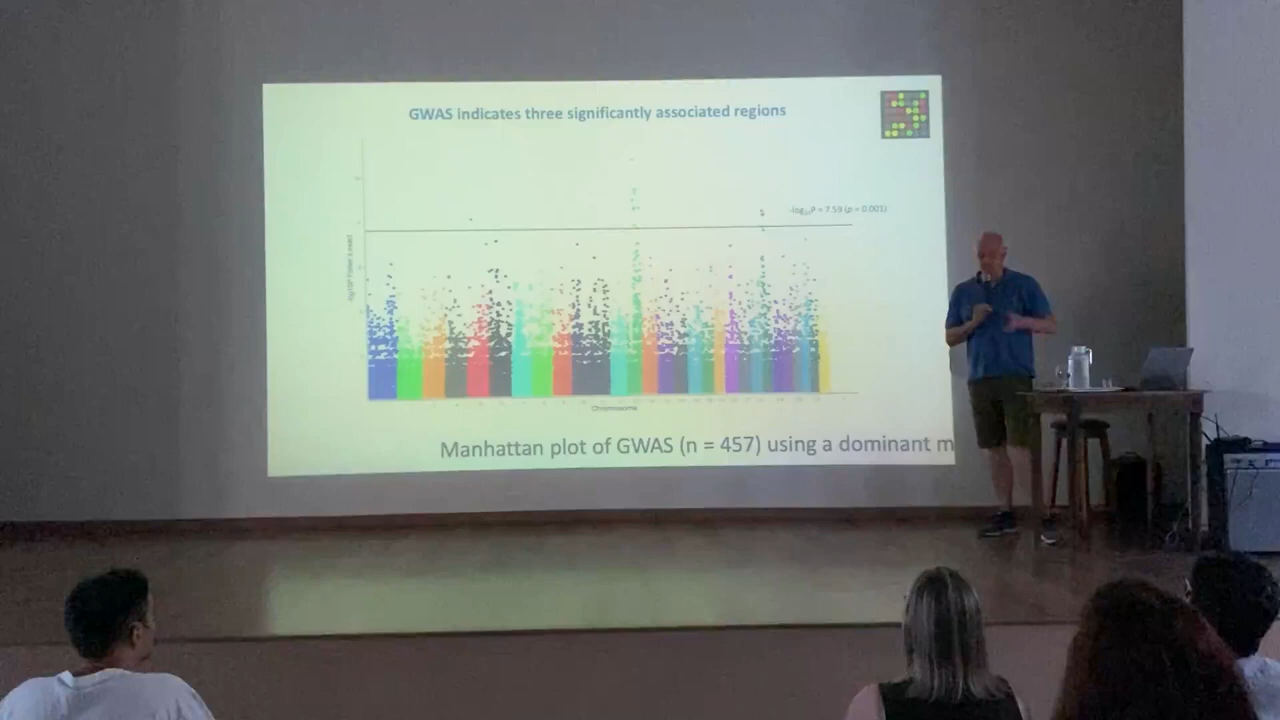 GWAS indicates three significantly associated regions
-log₁₀P = 7.59 (p = 0.001)
Chromosome
Manhattan plot of GWAS (n = 457) using a dominant m